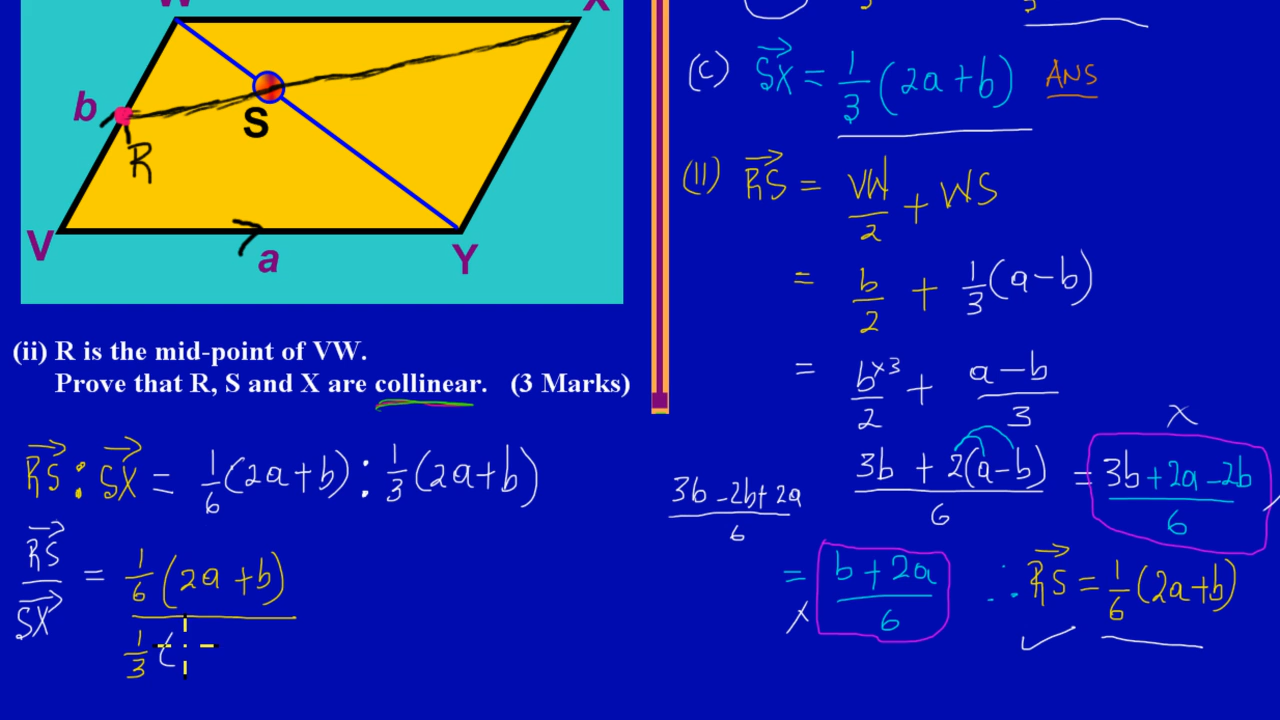 W X
b
S
R
V
a
Y
(ii) R is the mid-point of VW.
Prove that R, S and X are collinear. (3 Marks)
RS⃗ : SX⃗ = 1/6 (2a + b) : 1/3 (2a + b)
RS⃗ / SX⃗ = 1/6 (2a + b) / 1/3 (
(c) SX⃗ = 1/3 (2a + b) ANS
(II) RS⃗ = VW/2 + WS
= b/2 + 1/3 (a - b)
= b×3/2 + a - b/3
3b + 2(a - b) / 6 = 3b + 2a - 2b / 6
x
3b - 2b + 2a / 6
= b + 2a / 6 ∴ RS⃗ = 1/6 (2a + b)
x